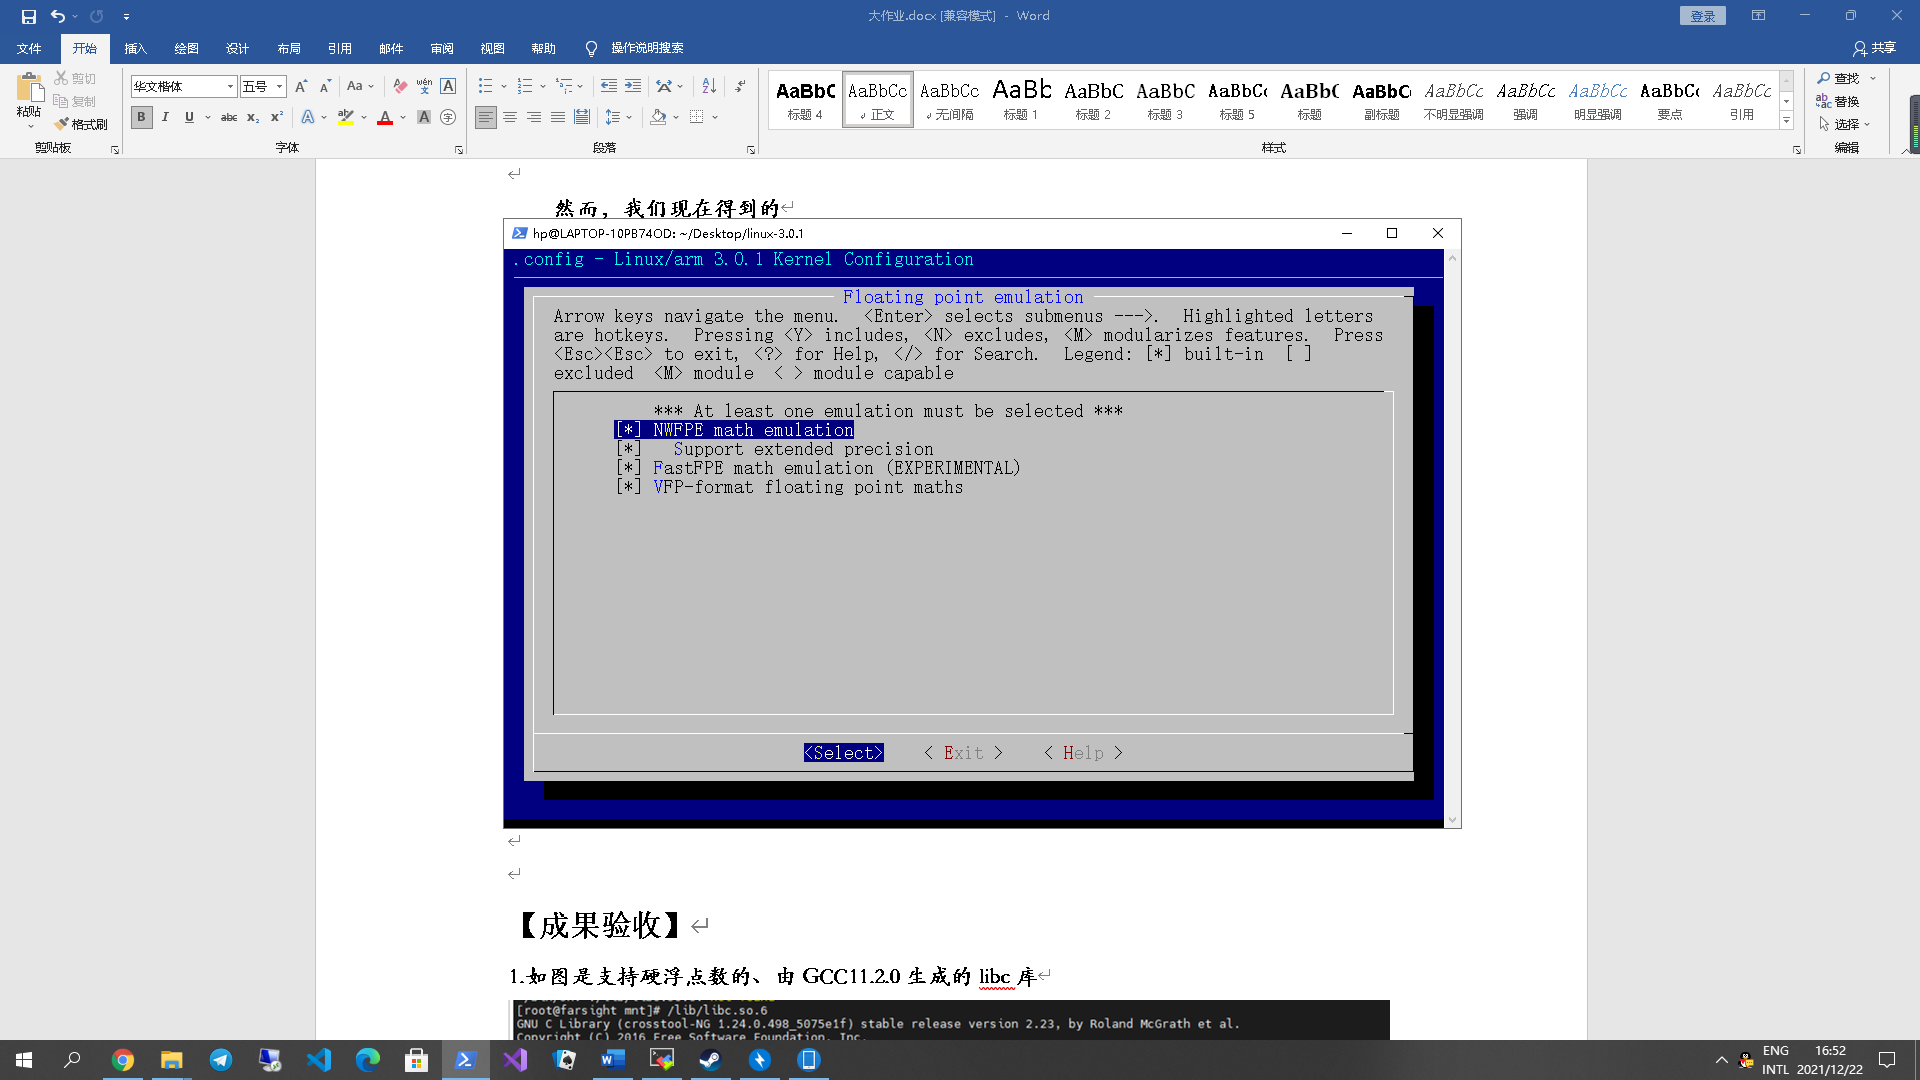 大作业.docx [兼容模式] - Word
登录
文件 开始 插入 绘图 设计 布局 引用 邮件 审阅 视图 帮助 操作说明搜索
共享
粘贴
剪切
复制
格式刷
剪贴板
华文楷体 五号
字体
段落
AaBbC AaBbCc AaBbCc AaBb AaBbC AaBbC AaBbC AaBbC AaBbC AaBbCc AaBbCc AaBbCc AaBbC AaBbCc
标题 4 正文 无间隔 标题 1 标题 2 标题 3 标题 5 标题 副标题 不明显强调 强调 明显强调 要点 引用
样式
查找
替换
选择
编辑
然而，我们现在得到的
hp@LAPTOP-10PB74OD: ~/Desktop/linux-3.0.1
.config - Linux/arm 3.0.1 Kernel Configuration
Floating point emulation
Arrow keys navigate the menu.  <Enter> selects submenus --->.  Highlighted letters
are hotkeys.  Pressing <Y> includes, <N> excludes, <M> modularizes features.  Press
<Esc><Esc> to exit, <?> for Help, </> for Search.  Legend: [*] built-in  [ ]
excluded  <M> module  < > module capable
*** At least one emulation must be selected ***
[*] NWFPE math emulation
[*]   Support extended precision
[*] FastFPE math emulation (EXPERIMENTAL)
[*] VFP-format floating point maths
<Select>    < Exit >    < Help >
【成果验收】
1.如图是支持硬浮点数的、由 GCC11.2.0 生成的 libc 库
[root@farsight mnt]# /lib/libc.so.6
GNU C Library (crosstool-NG 1.24.0.498_5075e1f) stable release version 2.23, by Roland McGrath et al.
Copyright (C) 2016 Free Software Foundation, Inc.
ENG
INTL
16:52
2021/12/22